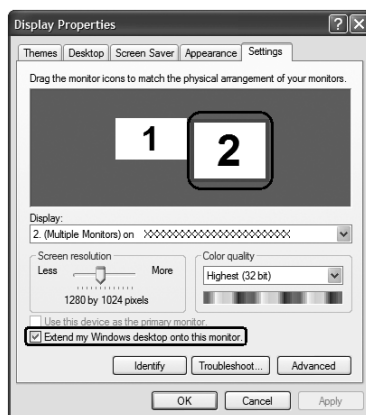 Display Properties
Themes Desktop Screen Saver Appearance Settings
Drag the monitor icons to match the physical arrangement of your monitors.
1 2
Display:
2. (Multiple Monitors) on XXXXXXXXXXXXXXXXXXXXXXX
Screen resolution
Less More
1280 by 1024 pixels
Color quality
Highest (32 bit)
Use this device as the primary monitor.
Extend my Windows desktop onto this monitor.
Identify Troubleshoot... Advanced
OK Cancel Apply